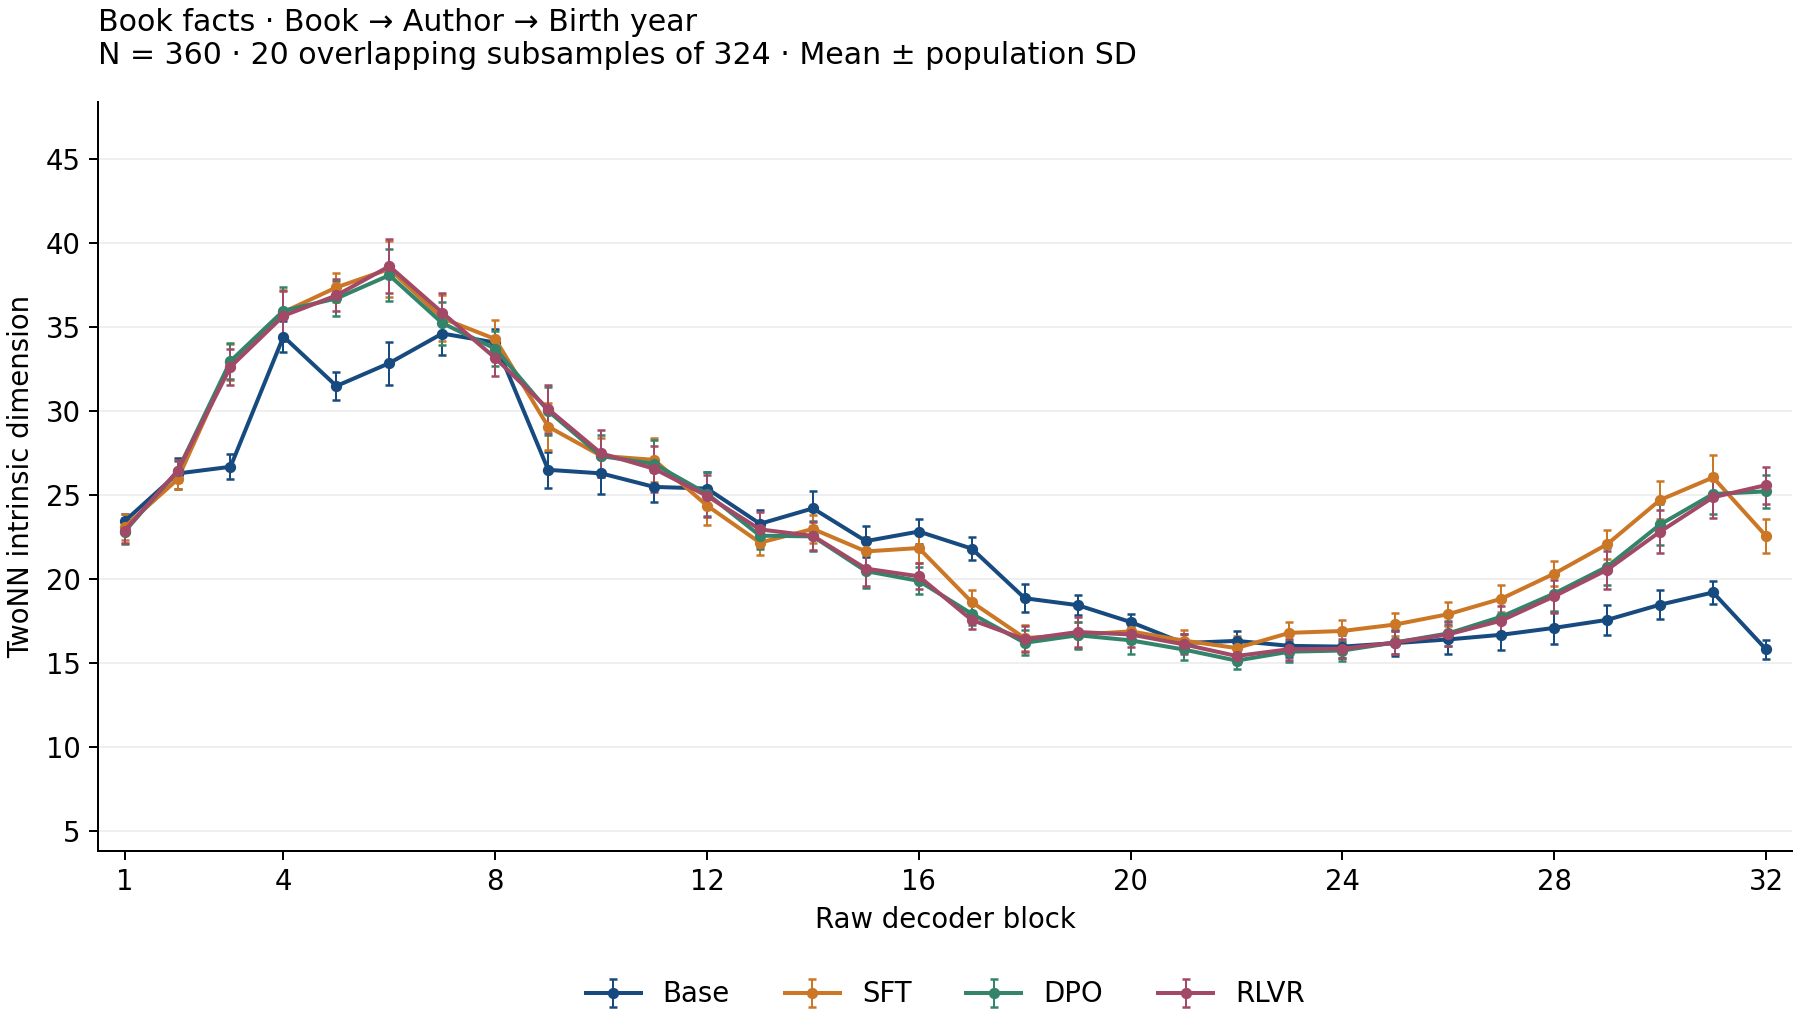 Book facts · Book → Author → Birth year
N = 360 · 20 overlapping subsamples of 324 · Mean ± population SD
TwoNN intrinsic dimension
45
40
35
30
25
20
15
10
5
1 4 8 12 16 20 24 28 32
Raw decoder block
Base SFT DPO RLVR